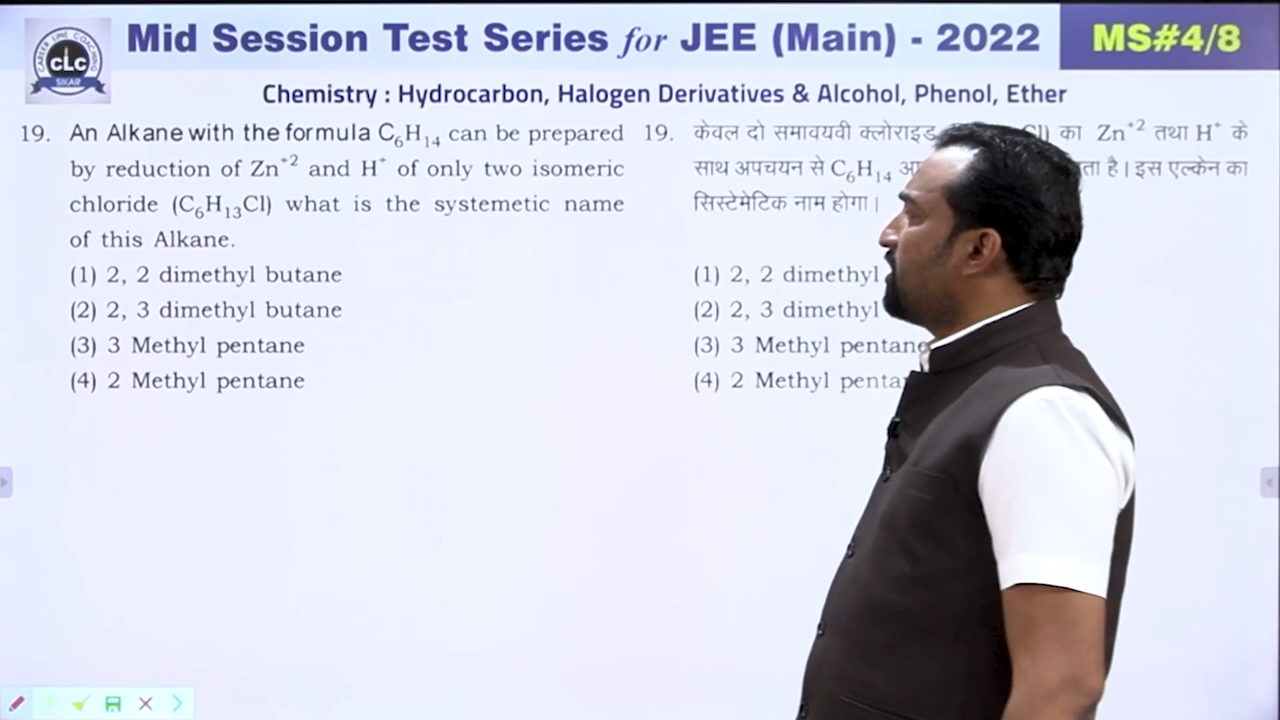 CAREER LINE COACHING
CLC
SIKAR
Mid Session Test Series for JEE (Main) - 2022
MS#4/8
Chemistry : Hydrocarbon, Halogen Derivatives & Alcohol, Phenol, Ether
19. An Alkane with the formula C₆H₁₄ can be prepared
by reduction of Zn⁺² and H⁺ of only two isomeric
chloride (C₆H₁₃Cl) what is the systemetic name
of this Alkane.
(1) 2, 2 dimethyl butane
(2) 2, 3 dimethyl butane
(3) 3 Methyl pentane
(4) 2 Methyl pentane
19. केवल दो समावयवी क्लोराइड Cl) का Zn⁺² तथा H⁺ के
साथ अपचयन से C₆H₁₄ है। इस एल्केन का
सिस्टेमेटिक नाम होगा।
(1) 2, 2 dimethyl
(2) 2, 3 dimethyl
(3) 3 Methyl pentane
(4) 2 Methyl penta